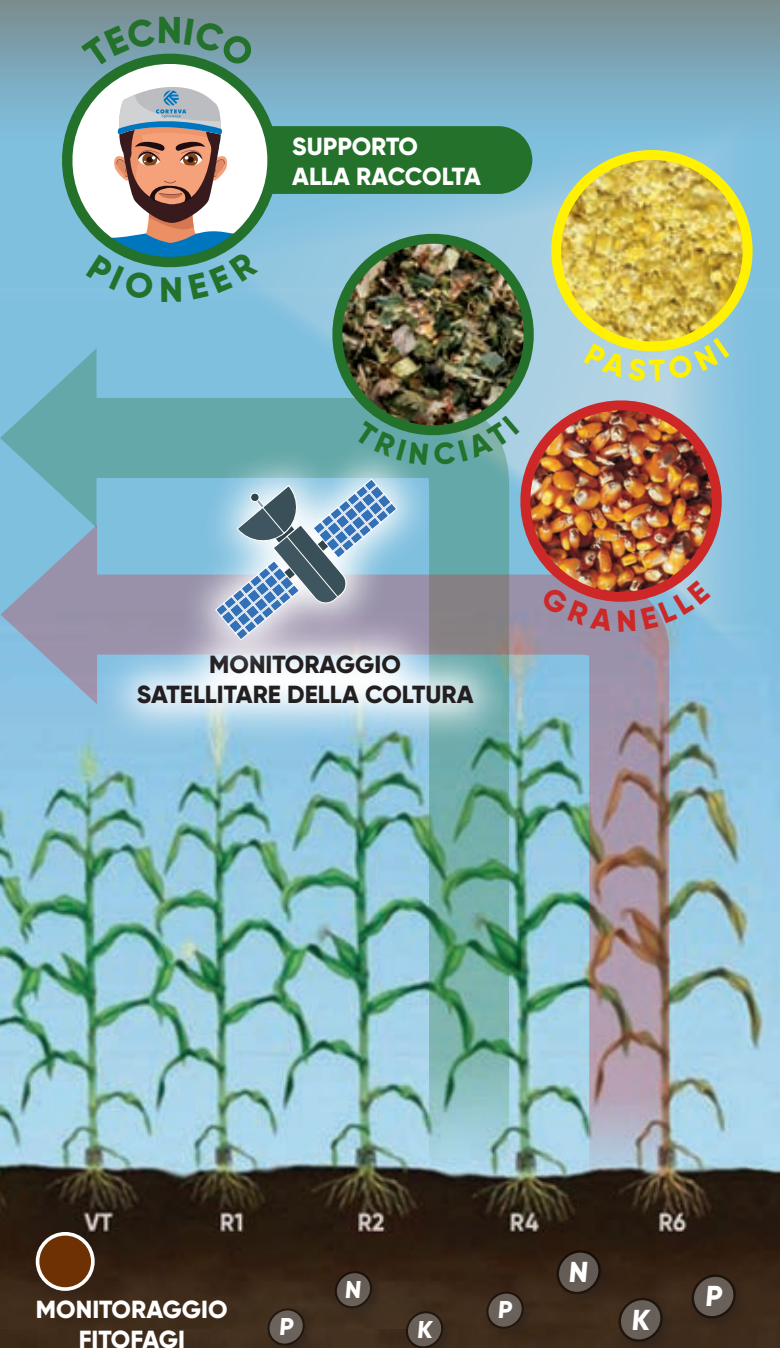 TECNICO
CORTEVA
PIONEER
SUPPORTO
ALLA RACCOLTA
PASTONI
TRINCIATI
GRANELLE
MONITORAGGIO
SATELLITARE DELLA COLTURA
VT R1 R2 R4 R6
MONITORAGGIO
FITOFAGI
P N K P N K P